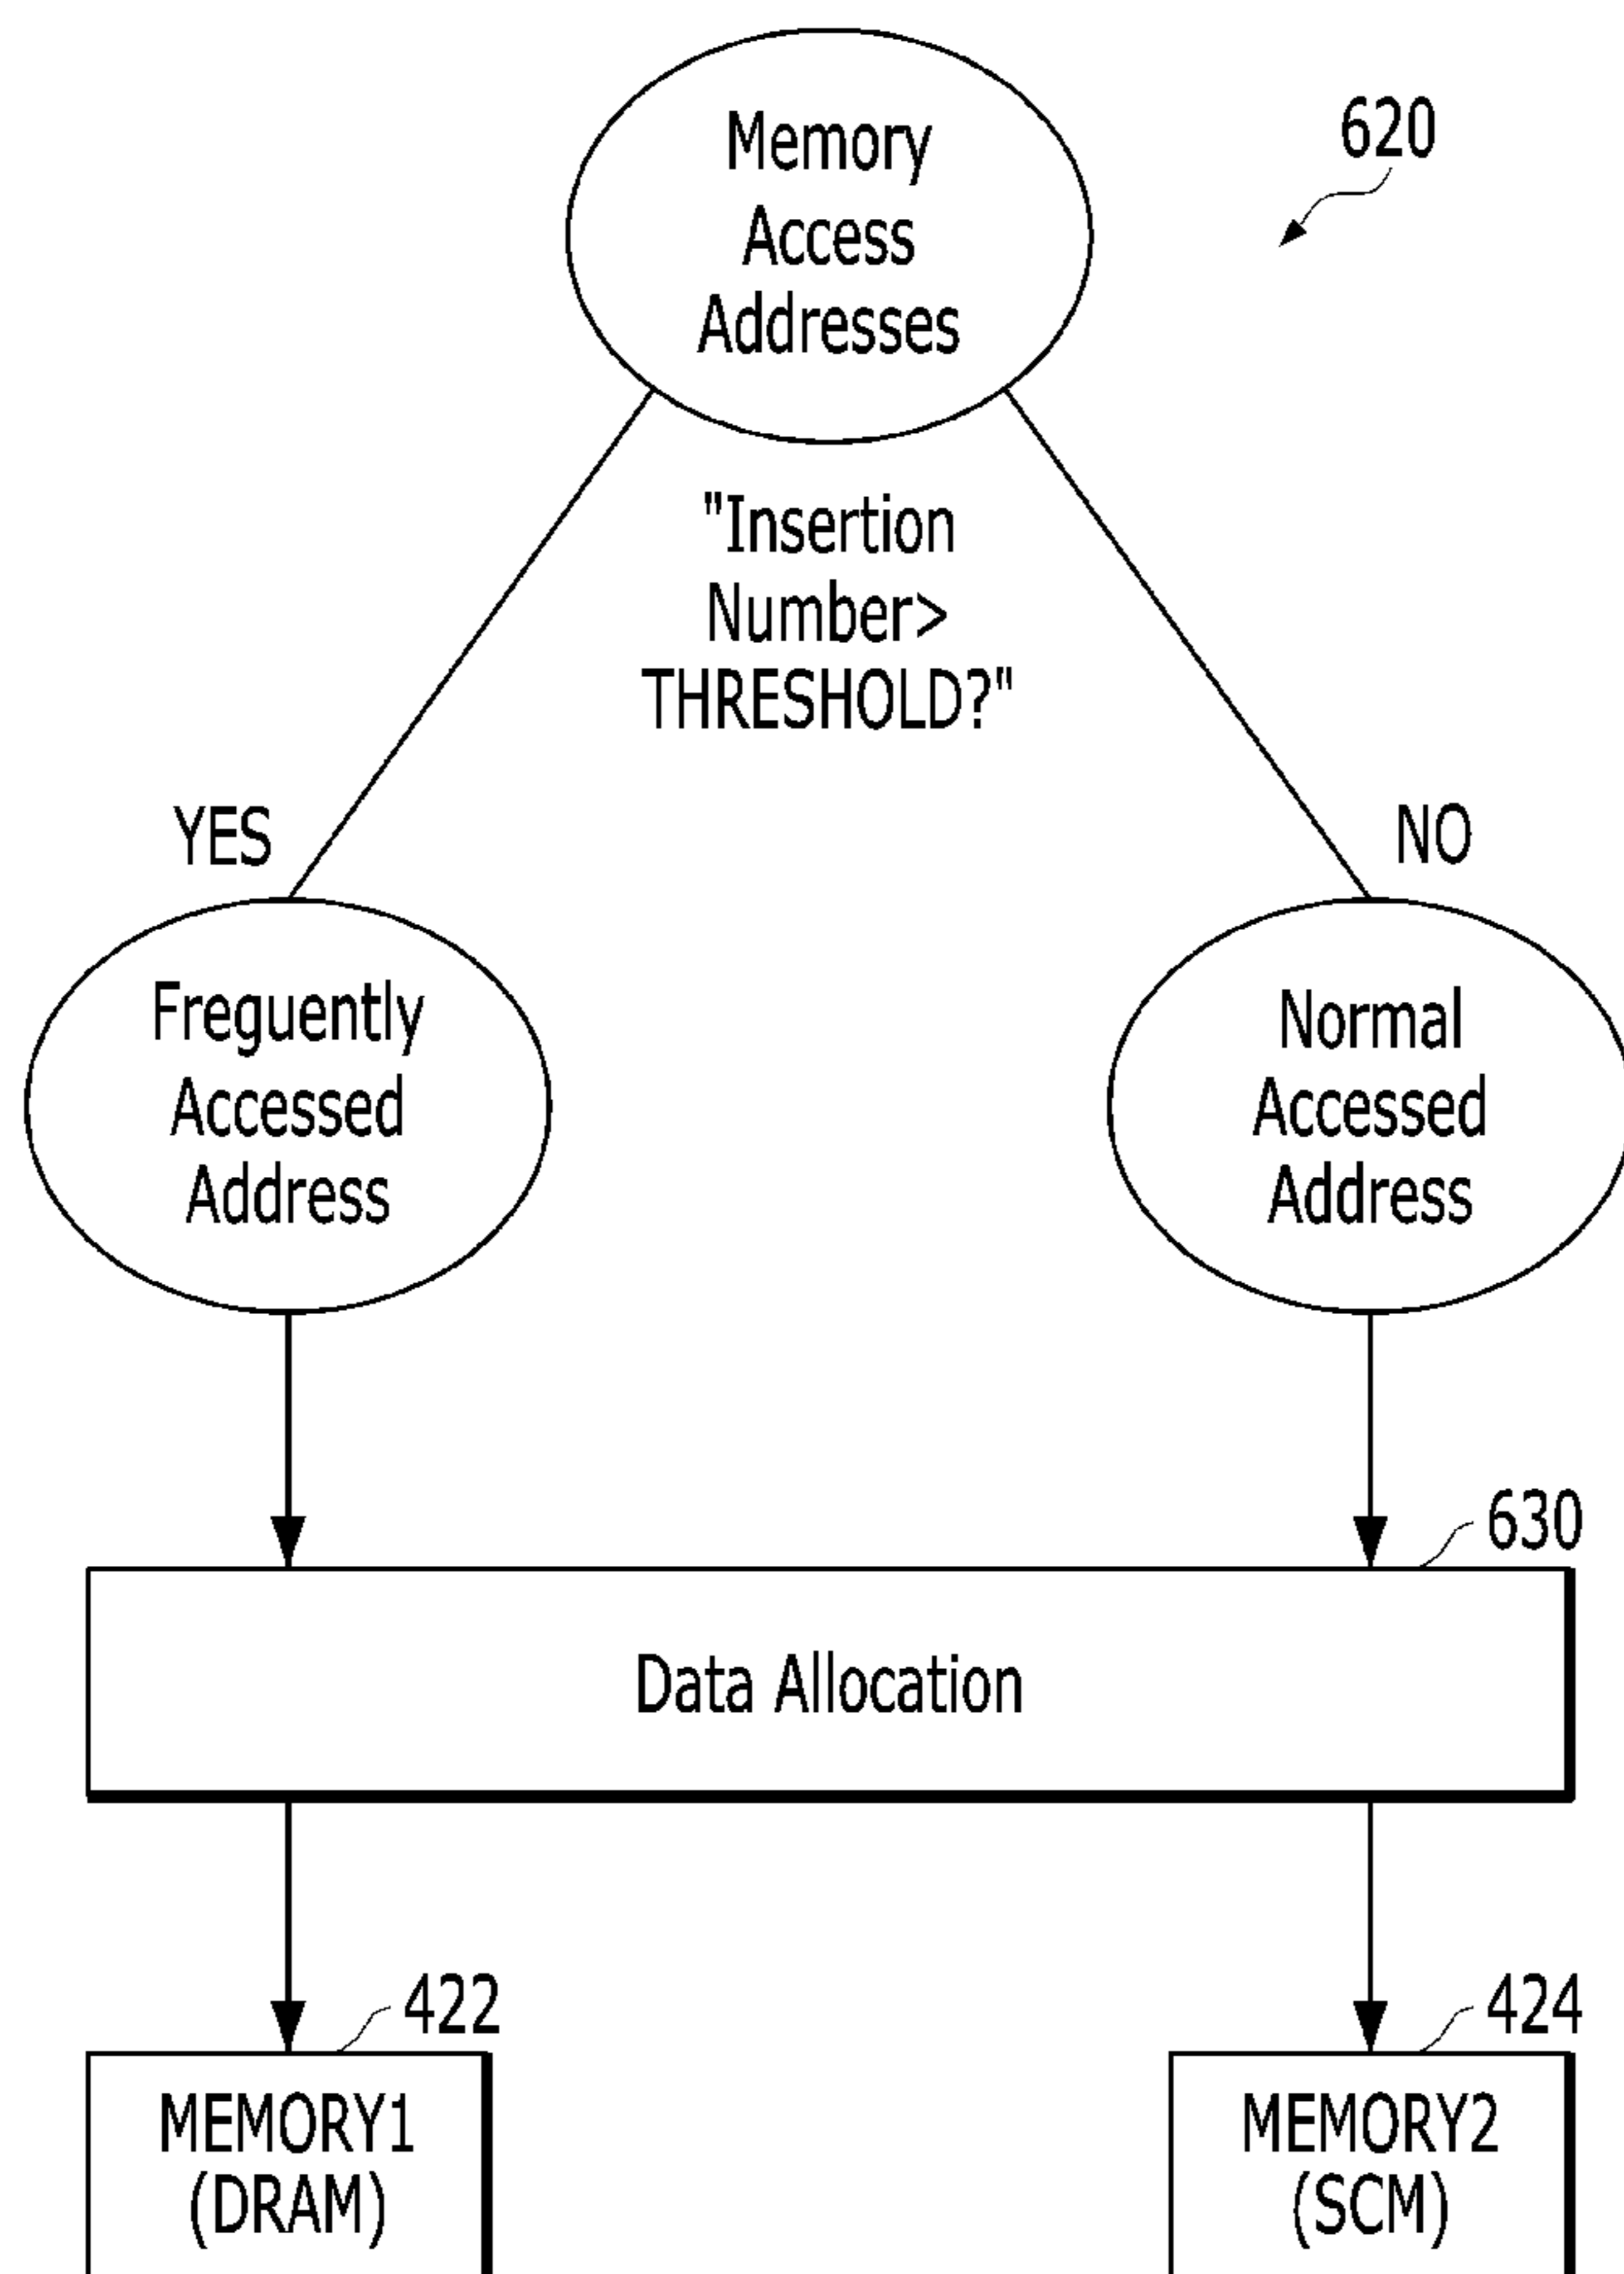 Memory
Access
Addresses
620
"Insertion
Number>
THRESHOLD?"
YES
NO
Freguently
Accessed
Address
Normal
Accessed
Address
630
Data Allocation
422
424
MEMORY1
(DRAM)
MEMORY2
(SCM)